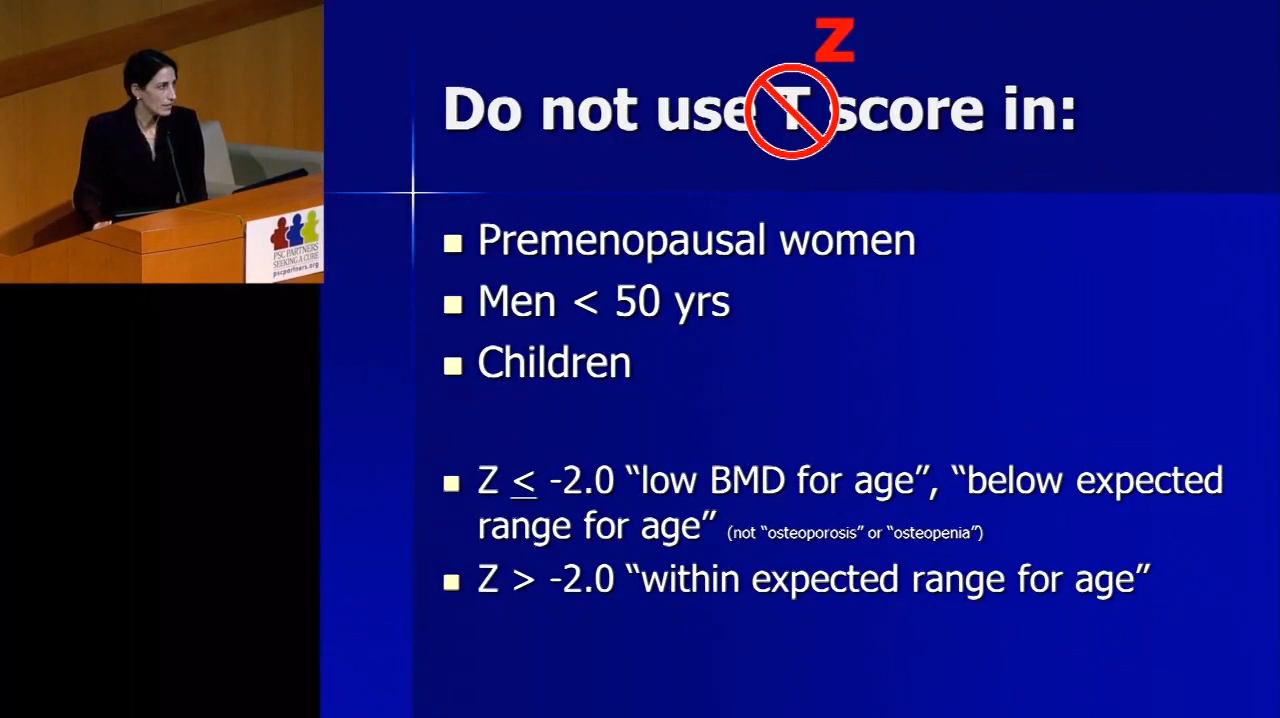 Z
Do not use T score in:
Premenopausal women
Men < 50 yrs
Children
Z < -2.0 “low BMD for age”, “below expected
range for age” (not “osteoporosis” or “osteopenia”)
Z > -2.0 “within expected range for age”
PSC PARTNERS
SEEKING A CURE
pscpartners.org